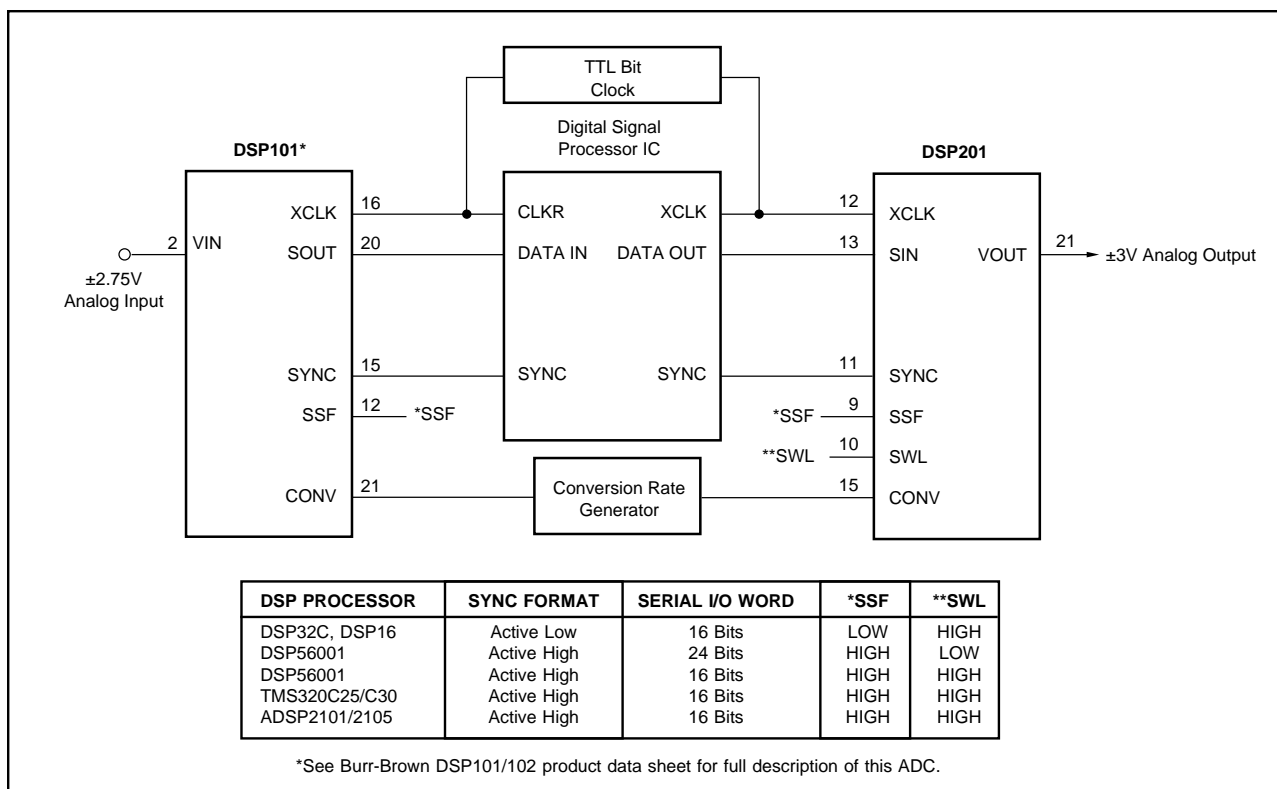 TTL Bit
Clock
Digital Signal
Processor IC
DSP101*
DSP201
XCLK 16 CLKR XCLK 12 XCLK
2 VIN SOUT 20 DATA IN DATA OUT 13 SIN VOUT 21 ±3V Analog Output
±2.75V
Analog Input
SYNC 15 SYNC SYNC 11 SYNC
SSF 12 *SSF *SSF 9 SSF
**SWL 10 SWL
CONV 21 Conversion Rate
Generator 15 CONV
DSP PROCESSOR SYNC FORMAT SERIAL I/O WORD *SSF **SWL
DSP32C, DSP16 Active Low 16 Bits LOW HIGH
DSP56001 Active High 24 Bits HIGH LOW
DSP56001 Active High 16 Bits HIGH HIGH
TMS320C25/C30 Active High 16 Bits HIGH HIGH
ADSP2101/2105 Active High 16 Bits HIGH HIGH
*See Burr-Brown DSP101/102 product data sheet for full description of this ADC.